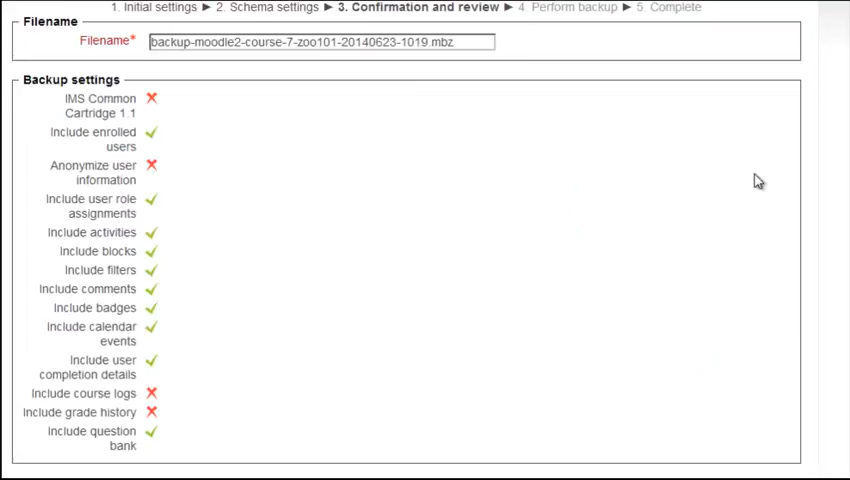 1. Initial settings ► 2. Schema settings ► 3. Confirmation and review ► 4. Perform backup ► 5. Complete
Filename
Filename* backup-moodle2-course-7-zoo101-20140623-1019.mbz
Backup settings
IMS Common
Cartridge 1.1
Include enrolled
users
Anonymize user
information
Include user role
assignments
Include activities
Include blocks
Include filters
Include comments
Include badges
Include calendar
events
Include user
completion details
Include course logs
Include grade history
Include question
bank